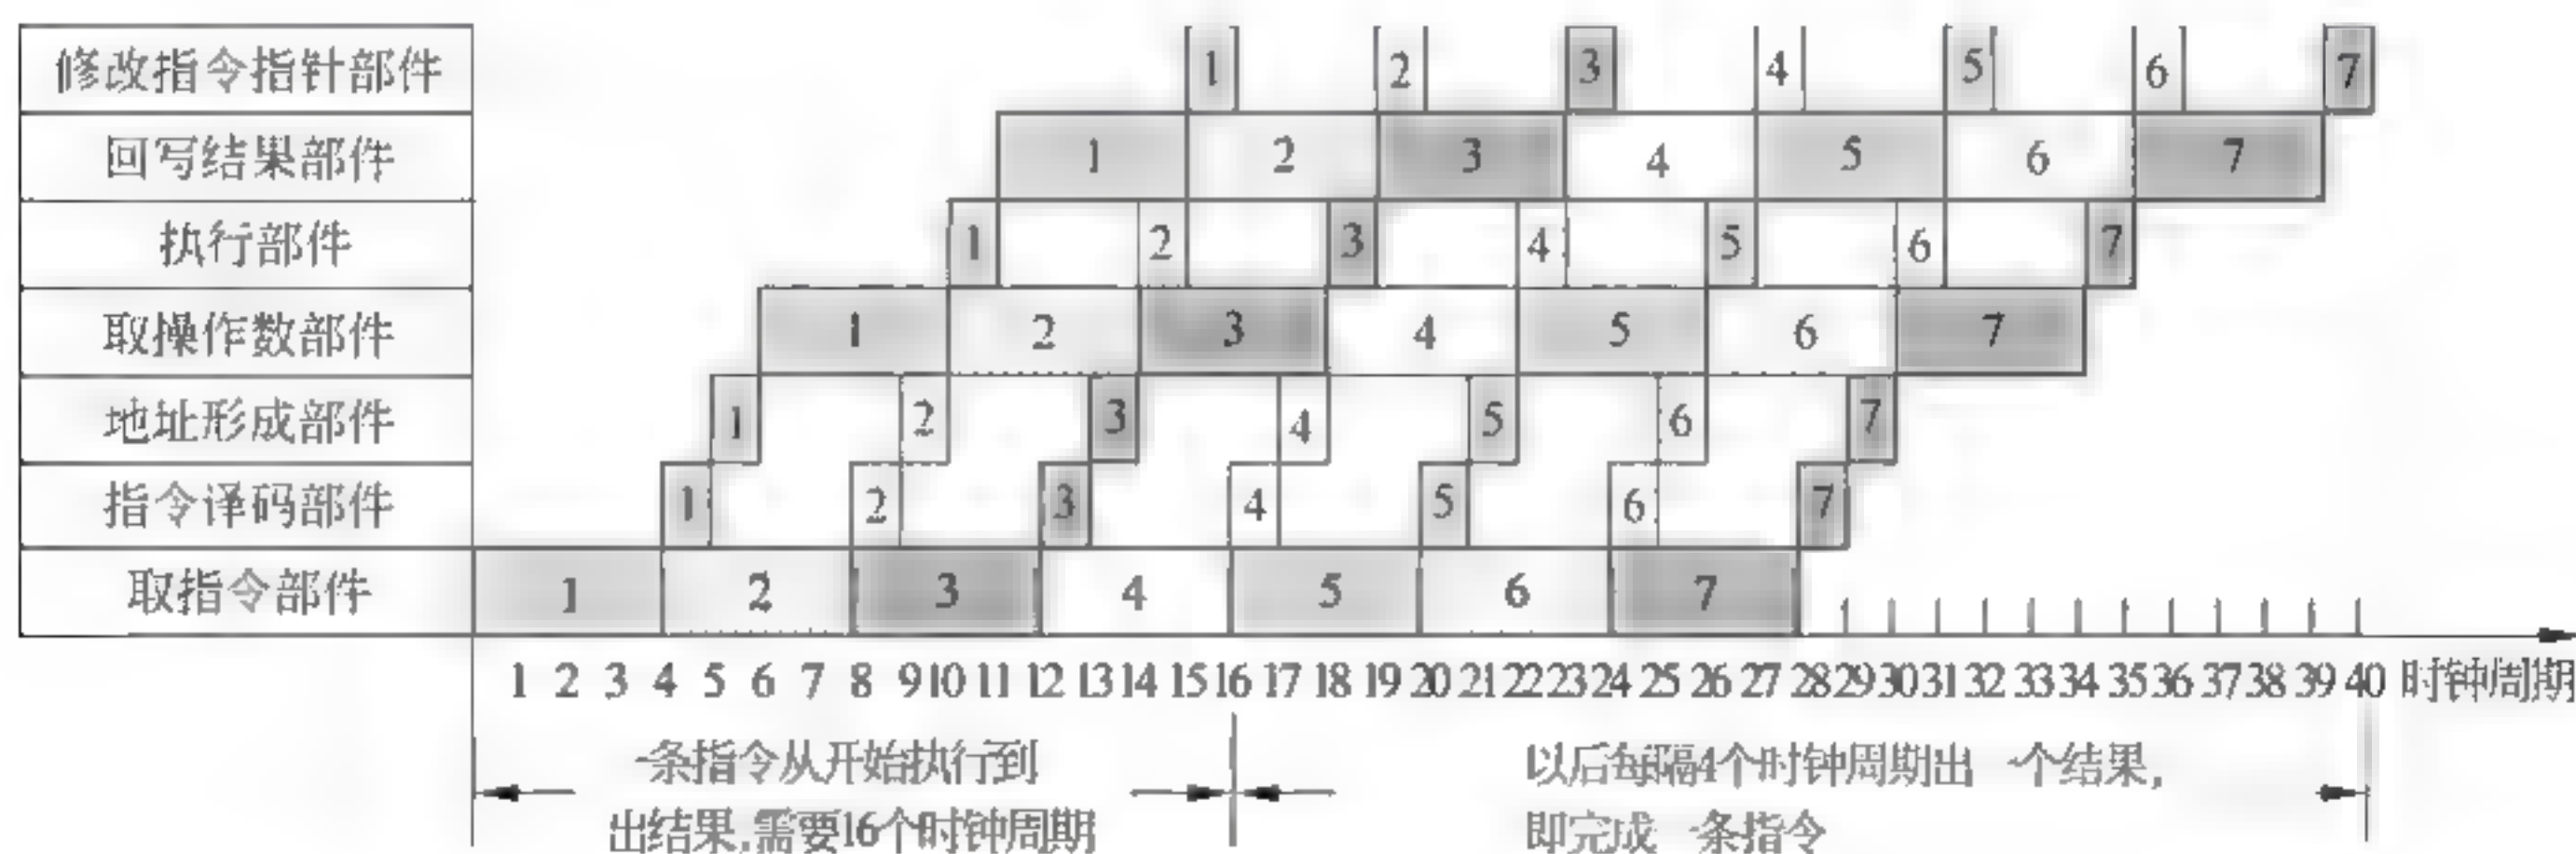 修改指令指针部件 1 2 3 4 5 6 7
回写结果部件 1 2 3 4 5 6 7
执行部件 1 2 3 4 5 6 7
取操作数部件 1 2 3 4 5 6 7
地址形成部件 1 2 3 4 5 6 7
指令译码部件 1 2 3 4 5 6 7
取指令部件 1 2 3 4 5 6 7
1 2 3 4 5 6 7 8 9 10 11 12 13 14 15 16 17 18 19 20 21 22 23 24 25 26 27 28 29 30 31 32 33 34 35 36 37 38 39 40 时钟周期
一条指令从开始执行到
出结果,需要16个时钟周期
以后每隔4个时钟周期出 个结果,
即完成 条指令